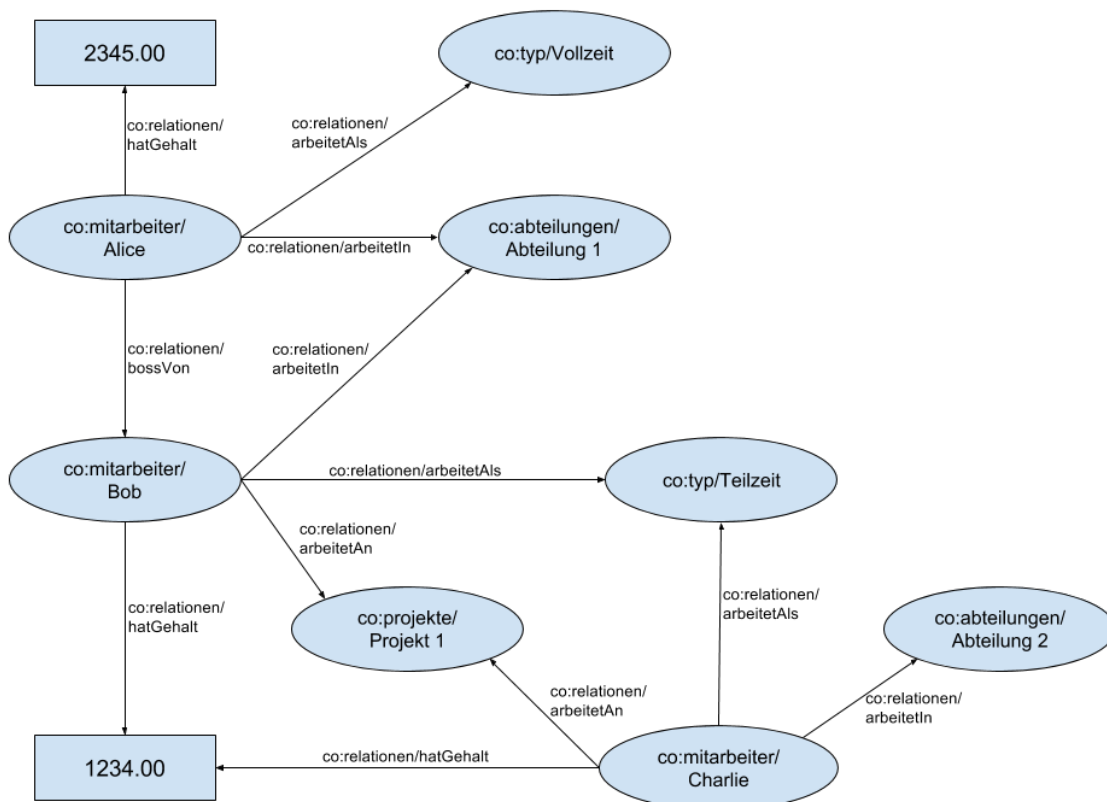 2345.00
co:typ/Vollzeit
co:relationen/
hatGehalt
co:relationen/
arbeitetAls
co:mitarbeiter/
Alice
co:relationen/arbeitetIn
co:abteilungen/
Abteilung 1
co:relationen/
bossVon
co:relationen/
arbeitetIn
co:mitarbeiter/
Bob
co:relationen/arbeitetAls
co:typ/Teilzeit
co:relationen/
arbeitetAn
co:relationen/
hatGehalt
co:projekte/
Projekt 1
co:relationen/
arbeitetAls
co:abteilungen/
Abteilung 2
co:relationen/
arbeitetAn
co:relationen/
arbeitetIn
1234.00
co:relationen/hatGehalt
co:mitarbeiter/
Charlie